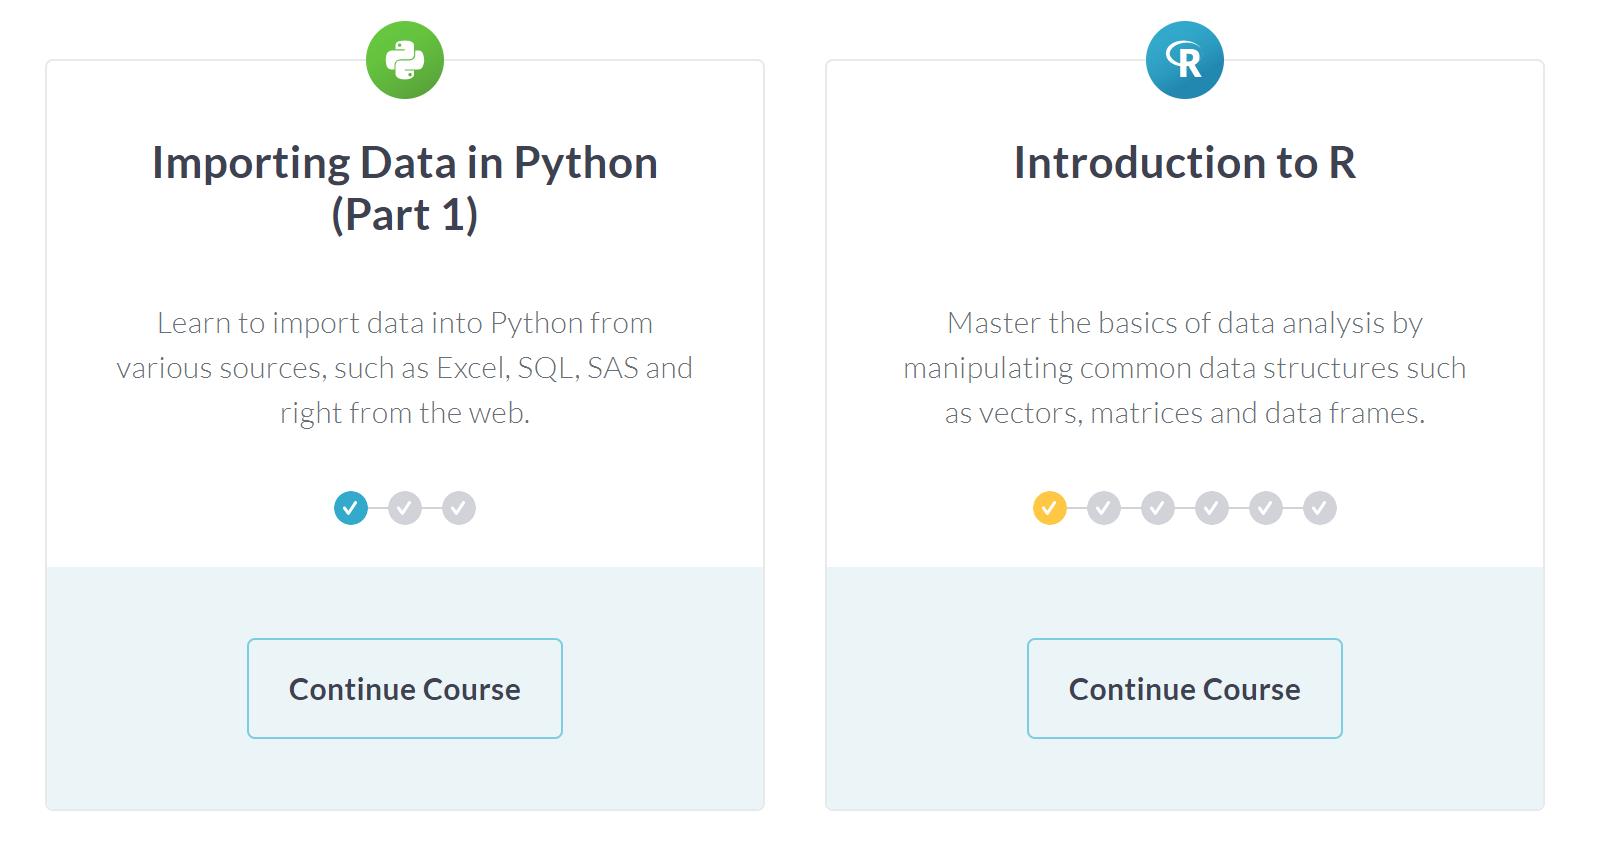 Importing Data in Python
(Part 1)
Learn to import data into Python from
various sources, such as Excel, SQL, SAS and
right from the web.
Continue Course
R
Introduction to R
Master the basics of data analysis by
manipulating common data structures such
as vectors, matrices and data frames.
Continue Course